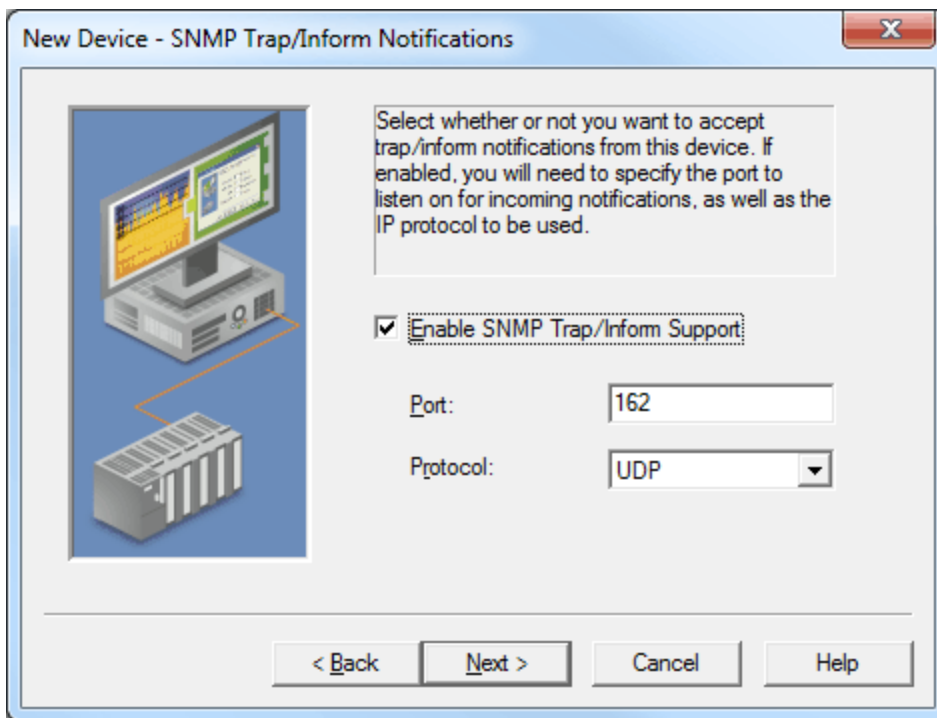 New Device - SNMP Trap/Inform Notifications
Select whether or not you want to accept
trap/inform notifications from this device. If
enabled, you will need to specify the port to
listen on for incoming notifications, as well as the
IP protocol to be used.
Enable SNMP Trap/Inform Support
Port: 162
Protocol: UDP
< Back Next > Cancel Help